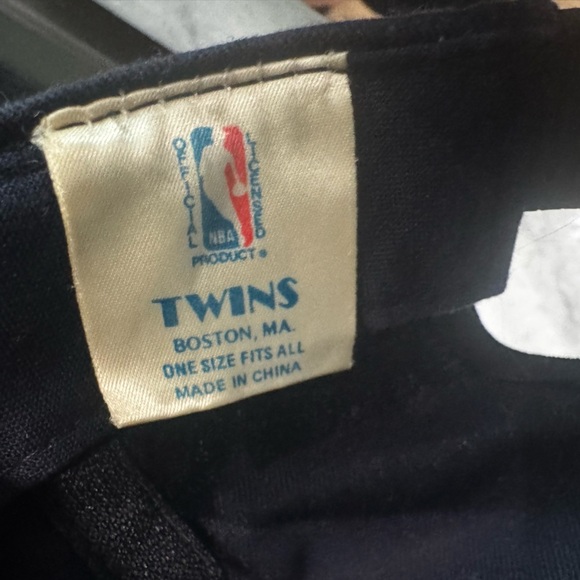 OFFICIAL
LICENSED
NBA
PRODUCT ®
TWINS
BOSTON, MA.
ONE SIZE FITS ALL
MADE IN CHINA